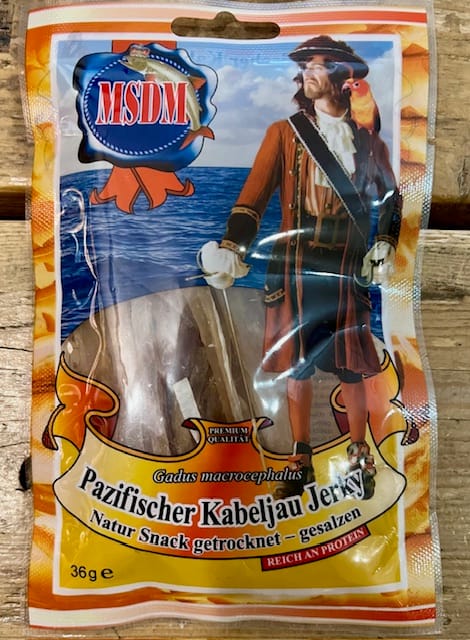 MSDM
PREMIUM
QUALITÄT
Gadus macrocephalus
Pazifischer Kabeljau Jerky
Natur Snack getrocknet – gesalzen
REICH AN PROTEIN
36g e